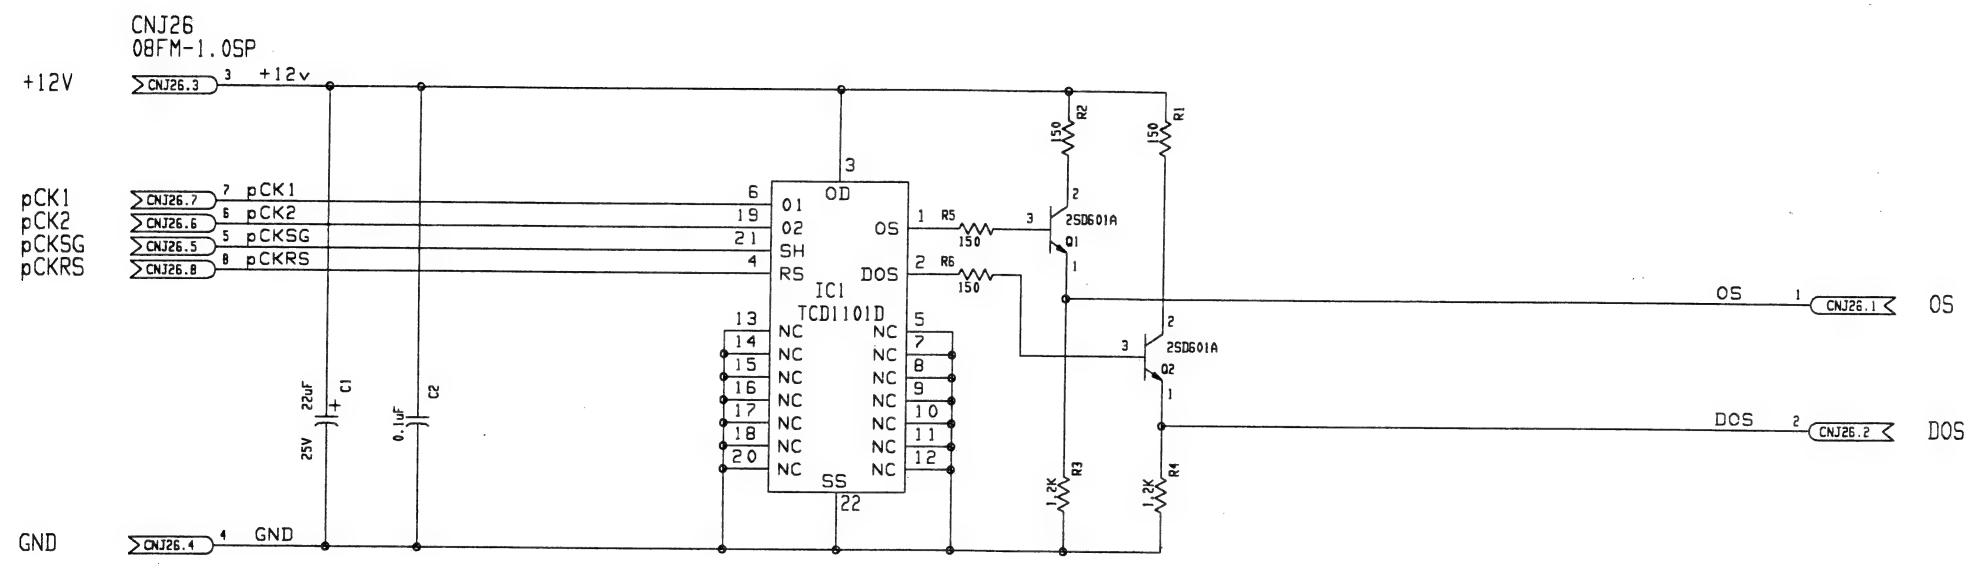 CNJ26
08FM-1.0SP
+12V CNJ26.3 3 +12v
pCK1 CNJ26.7 7 pCK1
pCK2 CNJ26.6 6 pCK2
pCKSG CNJ26.5 5 pCKSG
pCKRS CNJ26.8 8 pCKRS
3
OD
6 O1
19 O2
21 SH
4 RS
OS 1 R5
150
DOS 2 R6
150
IC1
TCD1101D
13 NC NC 5
14 NC NC 7
15 NC NC 8
16 NC NC 9
17 NC NC 10
18 NC NC 11
20 NC NC 12
SS
22
150 R2
150 R1
2
3 2SD601A
Q1
1
2
3 2SD601A
Q2
1
OS 1 CNJ26.1 OS
DOS 2 CNJ26.2 DOS
22uF C1
+
25V
0.1uF C2
1.2K R3
1.2K R4
GND CNJ26.4 4 GND